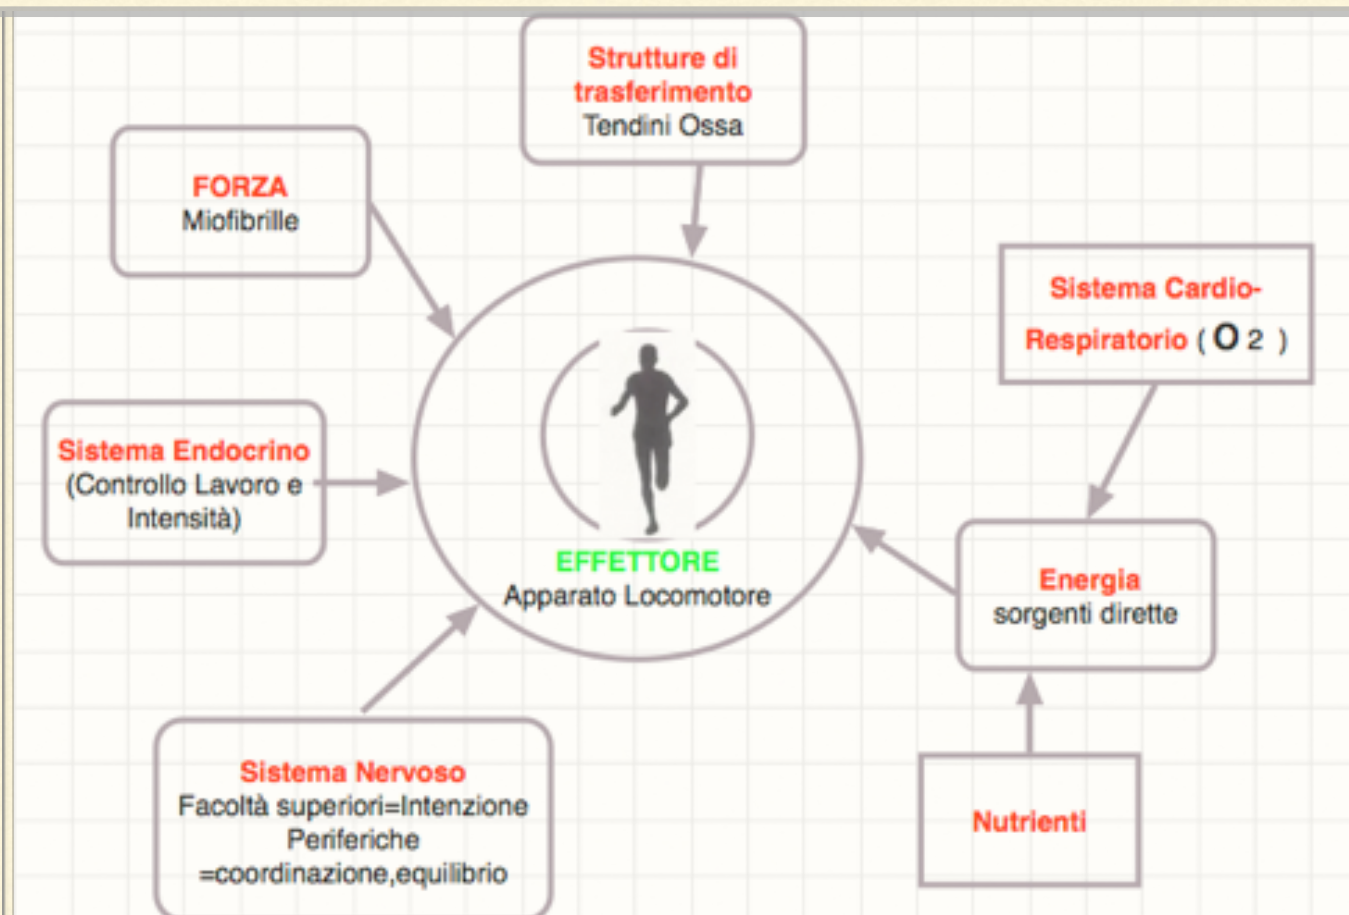 Strutture di
trasferimento
Tendini Ossa
FORZA
Miofibrille
Sistema Cardio-
Respiratorio ( O 2 )
Sistema Endocrino
(Controllo Lavoro e
Intensità)
EFFETTORE
Apparato Locomotore
Energia
sorgenti dirette
Sistema Nervoso
Facoltà superiori=Intenzione
Periferiche
=coordinazione,equilibrio
Nutrienti